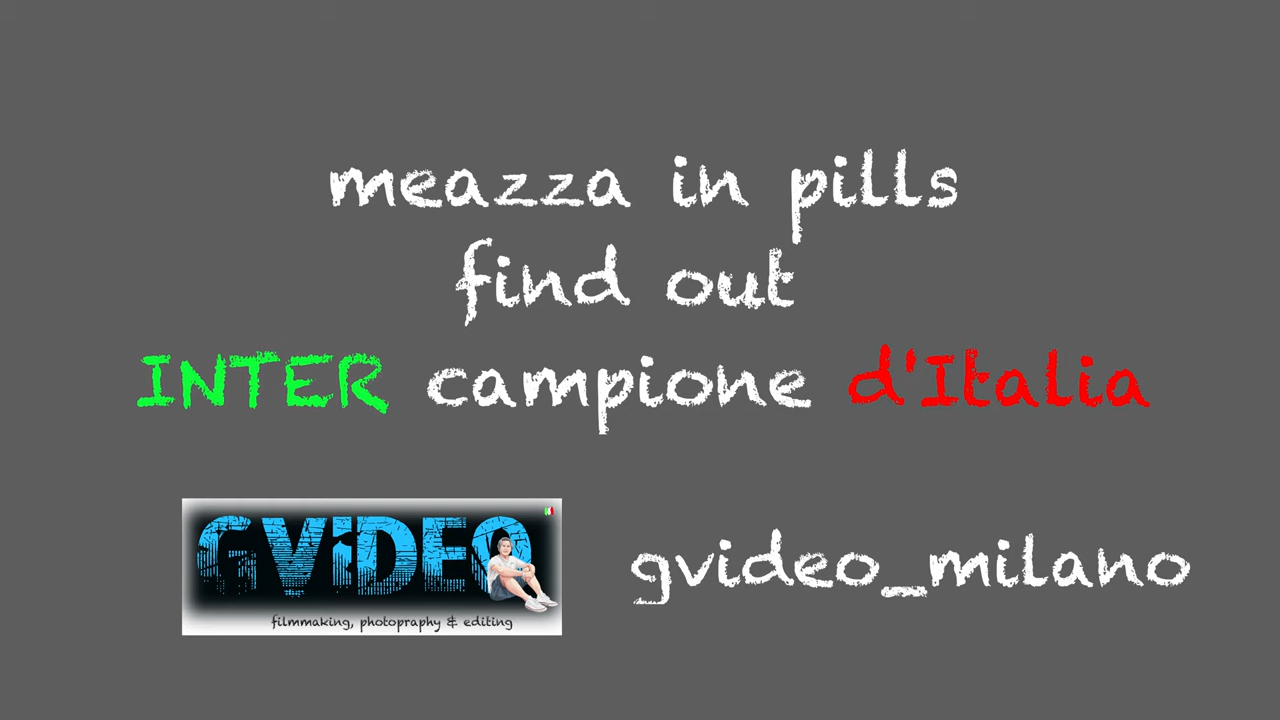 meazza in pills
find out
INTER campione d'Italia
GViDEO
filmmaking, photopraphy & editing
gvideo_milano